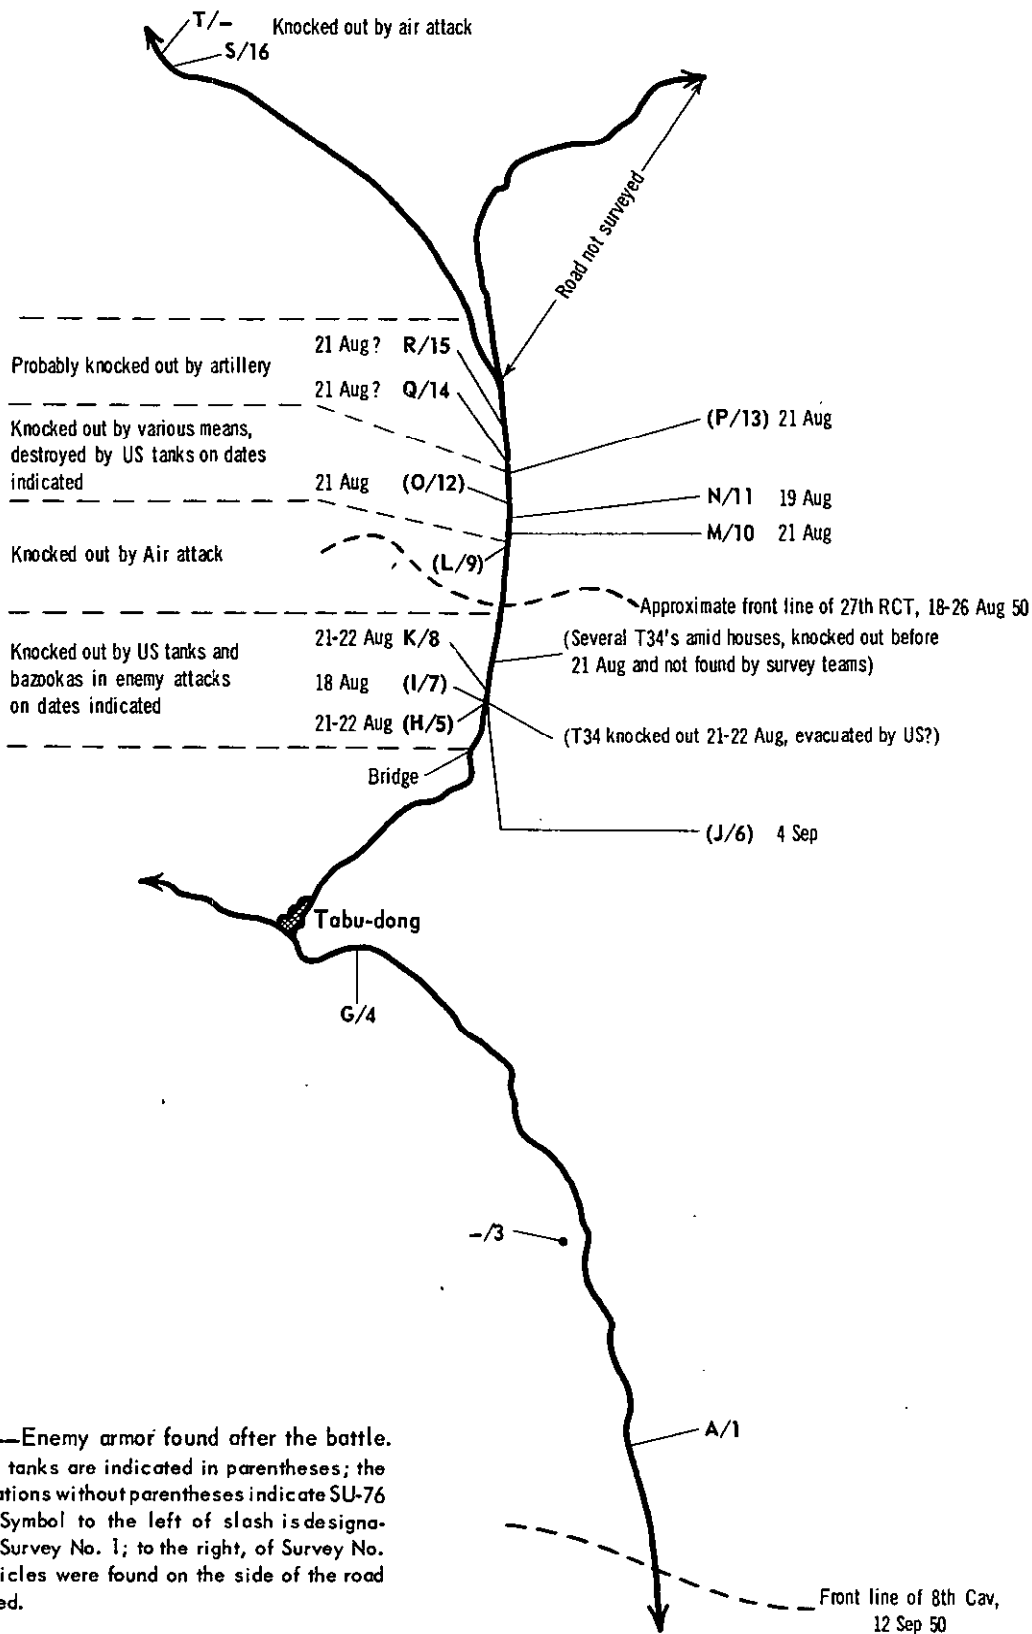 T/–
Knocked out by air attack
S/16
Road not surveyed
21 Aug? R/15
Probably knocked out by artillery
21 Aug? Q/14
(P/13) 21 Aug
Knocked out by various means,
destroyed by US tanks on dates
indicated
21 Aug (O/12)
N/11 19 Aug
M/10 21 Aug
Knocked out by Air attack
(L/9)
Approximate front line of 27th RCT, 18-26 Aug 50
21-22 Aug K/8
(Several T34's amid houses, knocked out before
21 Aug and not found by survey teams)
Knocked out by US tanks and
bazookas in enemy attacks
on dates indicated
18 Aug (I/7)
21-22 Aug (H/5)
(T34 knocked out 21-22 Aug, evacuated by US?)
Bridge
(J/6) 4 Sep
Tabu-dong
G/4
–/3
A/1
—Enemy armor found after the battle.
tanks are indicated in parentheses; the
ations without parentheses indicate SU-76
Symbol to the left of slash is designa-
Survey No. 1; to the right, of Survey No.
icles were found on the side of the road
ed.
Front line of 8th Cav,
12 Sep 50